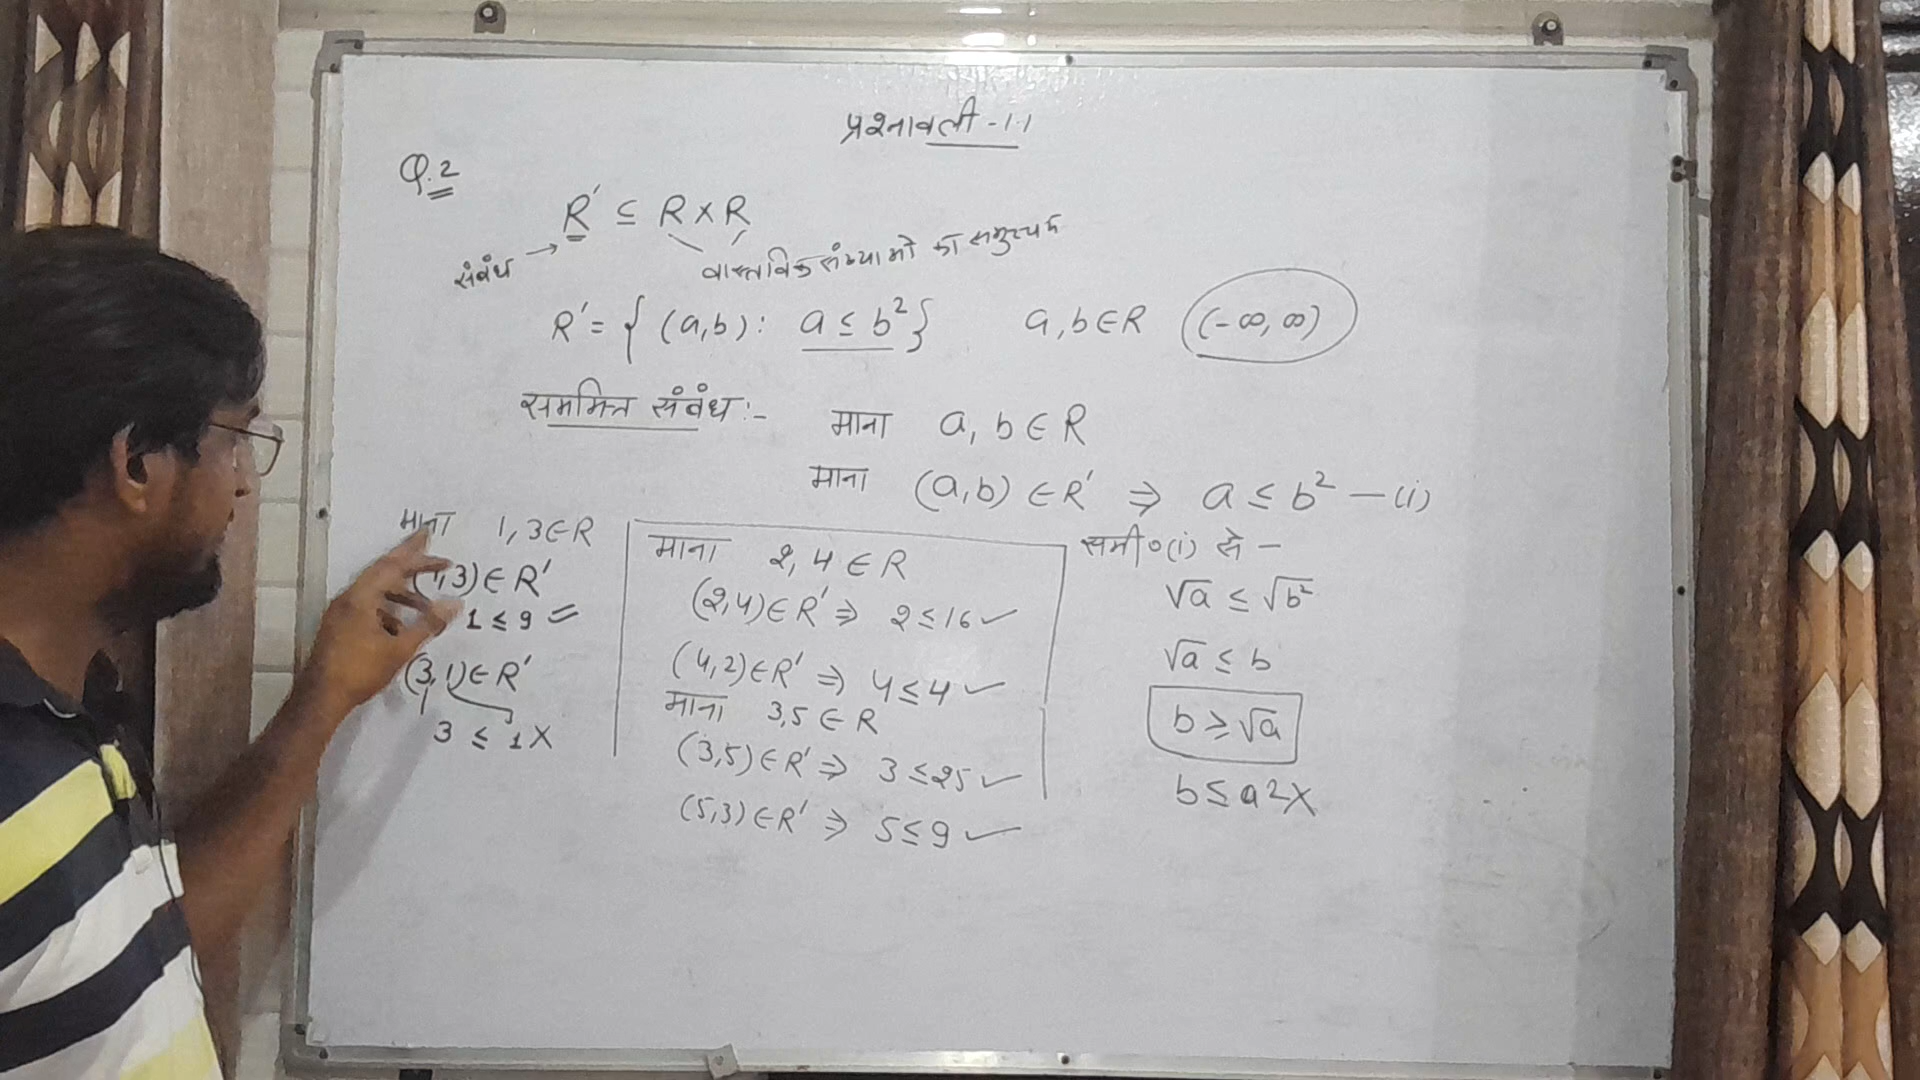 प्रश्नावली - 1.1
Q.2
R' ⊆ R × R
संबंध → वास्तविक संख्याओ का समुच्चय
R' = { (a,b) : a ≤ b² } a, b ∈ R (-∞, ∞)
सममित संबंध :- माना a, b ∈ R
माना (a,b) ∈ R' ⇒ a ≤ b² — (i)
माना 1, 3 ∈ R
,3) ∈ R'
1 ≤ 9
(3,1) ∈ R'
3 ≤ 1 X
माना 2, 4 ∈ R
(2,4) ∈ R' ⇒ 2 ≤ 16 ✓
(4,2) ∈ R' ⇒ 4 ≤ 4 ✓
माना 3,5 ∈ R
(3,5) ∈ R' ⇒ 3 ≤ 25 ✓
(5,3) ∈ R' ⇒ 5 ≤ 9 ✓
समी०(i) से -
√a ≤ √b²
√a ≤ b
b ≥ √a
b ≤ a2 X